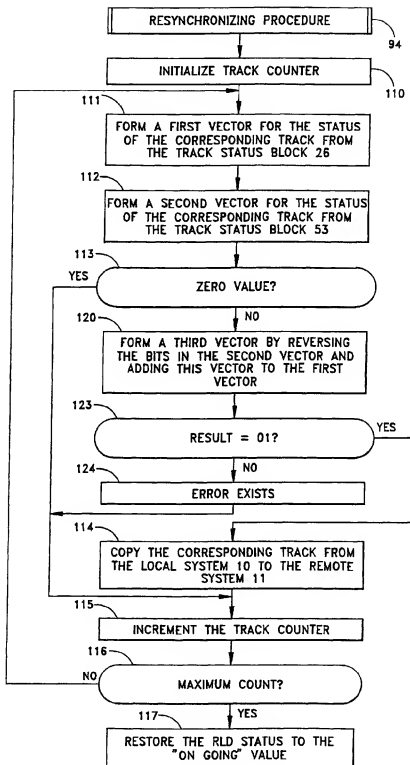 RESYNCHRONIZING PROCEDURE
94
INITIALIZE TRACK COUNTER
110
111
FORM A FIRST VECTOR FOR THE STATUS
OF THE CORRESPONDING TRACK FROM
THE TRACK STATUS BLOCK 26
112
FORM A SECOND VECTOR FOR THE STATUS
OF THE CORRESPONDING TRACK FROM
THE TRACK STATUS BLOCK 53
113
YES
ZERO VALUE?
NO
120
FORM A THIRD VECTOR BY REVERSING
THE BITS IN THE SECOND VECTOR AND
ADDING THIS VECTOR TO THE FIRST
VECTOR
123
YES
RESULT = 01?
NO
124
ERROR EXISTS
114
COPY THE CORRESPONDING TRACK FROM
THE LOCAL SYSTEM 10 TO THE REMOTE
SYSTEM 11
115
INCREMENT THE TRACK COUNTER
116
NO
MAXIMUM COUNT?
YES
117
RESTORE THE RLD STATUS TO THE
"ON GOING" VALUE